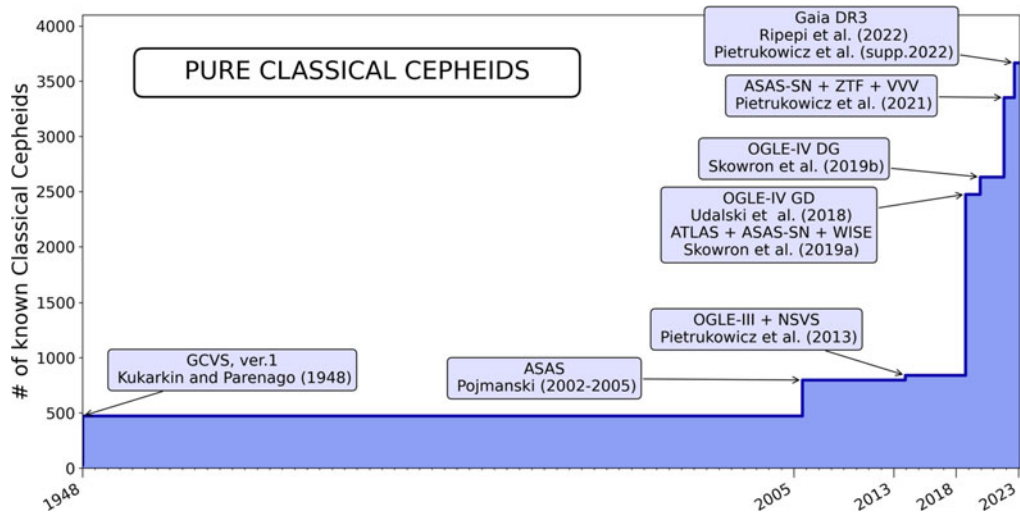 # of known Classical Cepheids
4000
3500
3000
2500
2000
1500
1000
500
0
PURE CLASSICAL CEPHEIDS
Gaia DR3
Ripepi et al. (2022)
Pietrukowicz et al. (supp.2022)
ASAS-SN + ZTF + VVV
Pietrukowicz et al. (2021)
OGLE-IV DG
Skowron et al. (2019b)
OGLE-IV GD
Udalski et al. (2018)
ATLAS + ASAS-SN + WISE
Skowron et al. (2019a)
OGLE-III + NSVS
Pietrukowicz et al. (2013)
GCVS, ver.1
Kukarkin and Parenago (1948)
ASAS
Pojmanski (2002-2005)
1948
2005
2013
2018
2023